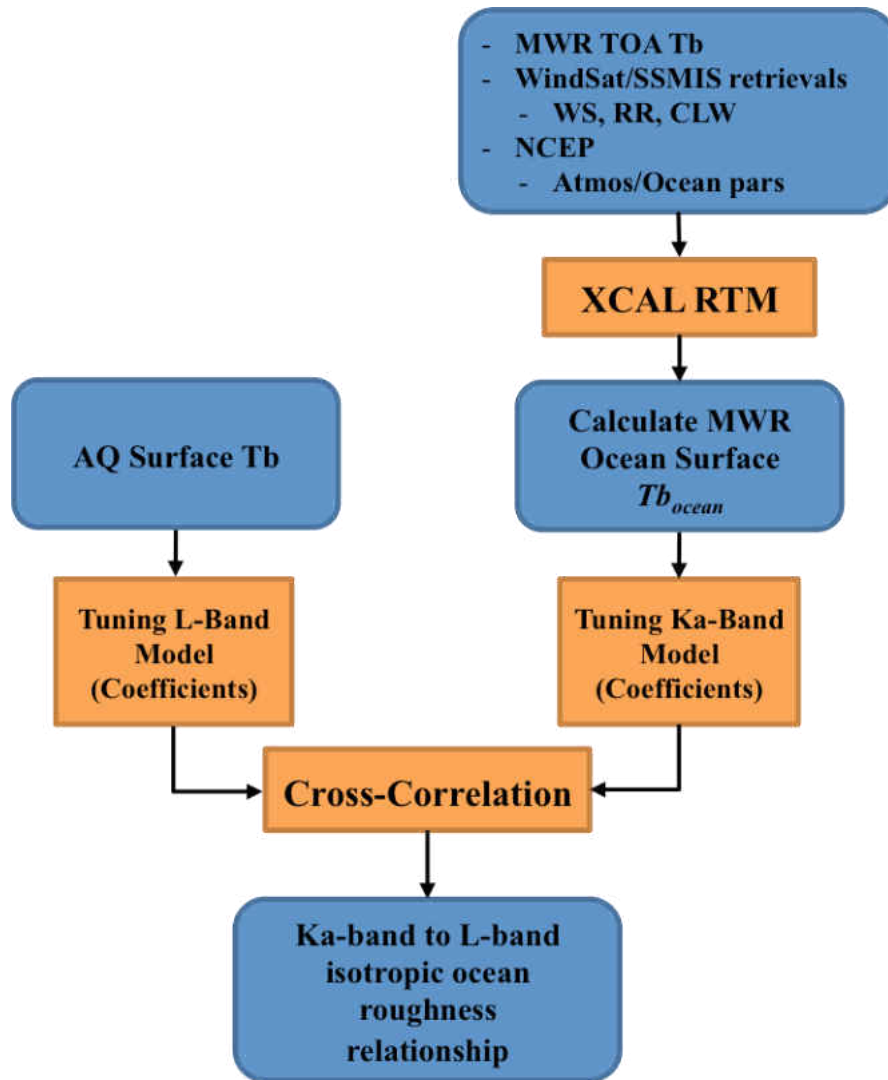 - MWR TOA Tb
- WindSat/SSMIS retrievals
- WS, RR, CLW
- NCEP
- Atmos/Ocean pars
XCAL RTM
AQ Surface Tb
Calculate MWR
Ocean Surface
Tb_ocean
Tuning L-Band
Model
(Coefficients)
Tuning Ka-Band
Model
(Coefficients)
Cross-Correlation
Ka-band to L-band
isotropic ocean
roughness
relationship